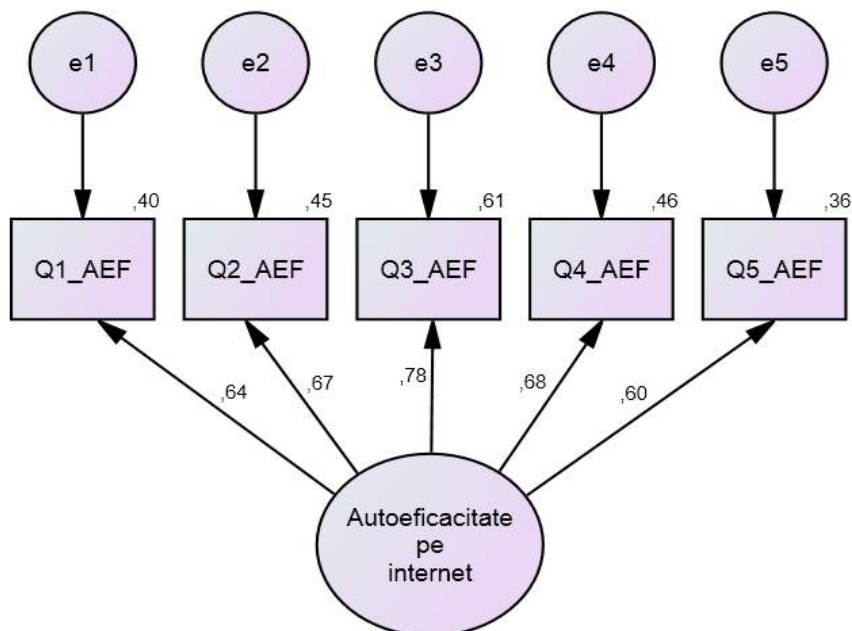 e1
e2
e3
e4
e5
,40
,45
,61
,46
,36
Q1_AEF
Q2_AEF
Q3_AEF
Q4_AEF
Q5_AEF
,64
,67
,78
,68
,60
Autoeficacitate
pe
internet